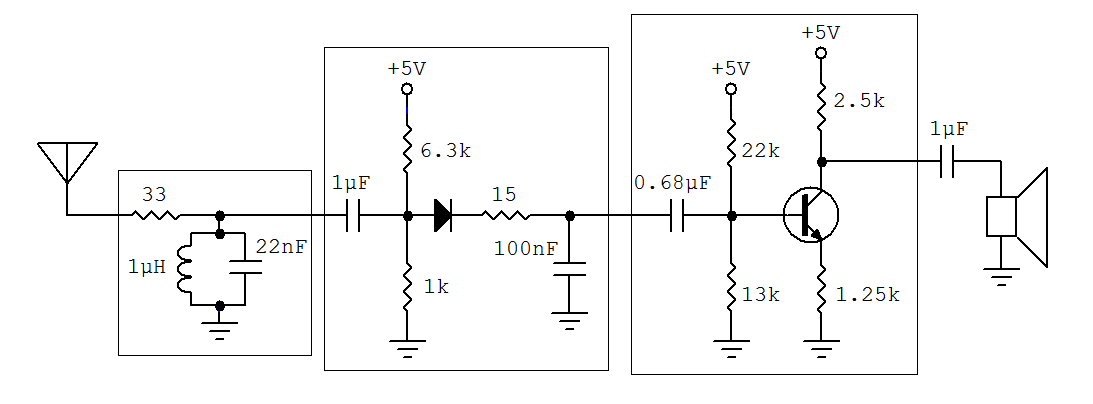 33
1µH
22nF
1µF
+5V
6.3k
1k
15
100nF
0.68µF
+5V
22k
13k
+5V
2.5k
1.25k
1µF